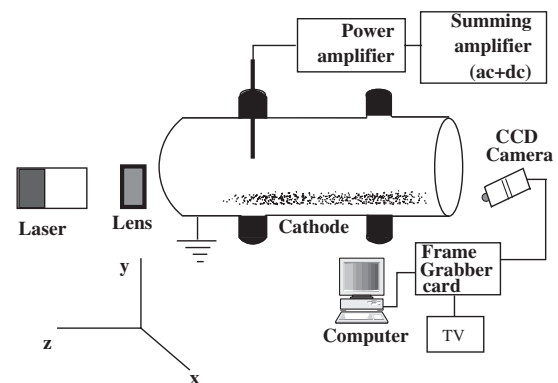 Power
amplifier
Summing
amplifier
(ac+dc)
CCD
Camera
Laser
Lens
Cathode
Frame
Grabber
card
Computer
TV
y
z
x